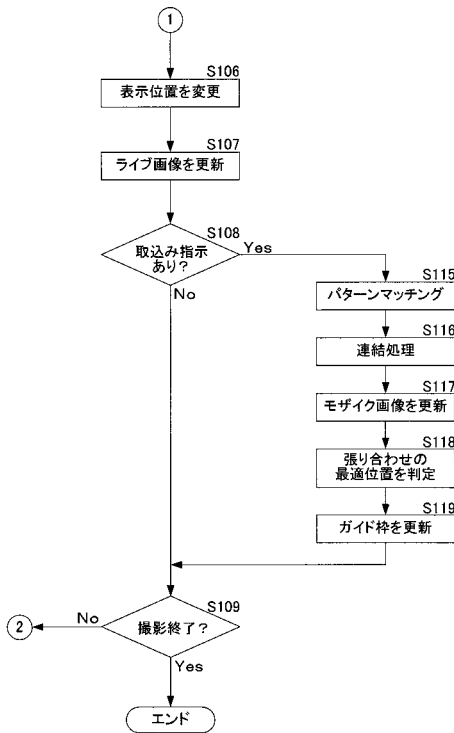 1
S106
表示位置を変更
S107
ライブ画像を更新
S108
取込み指示
あり?
Yes
No
S115
パターンマッチング
S116
連結処理
S117
モザイク画像を更新
S118
張り合わせの
最適位置を判定
S119
ガイド枠を更新
S109
撮影終了?
No
2
Yes
エンド